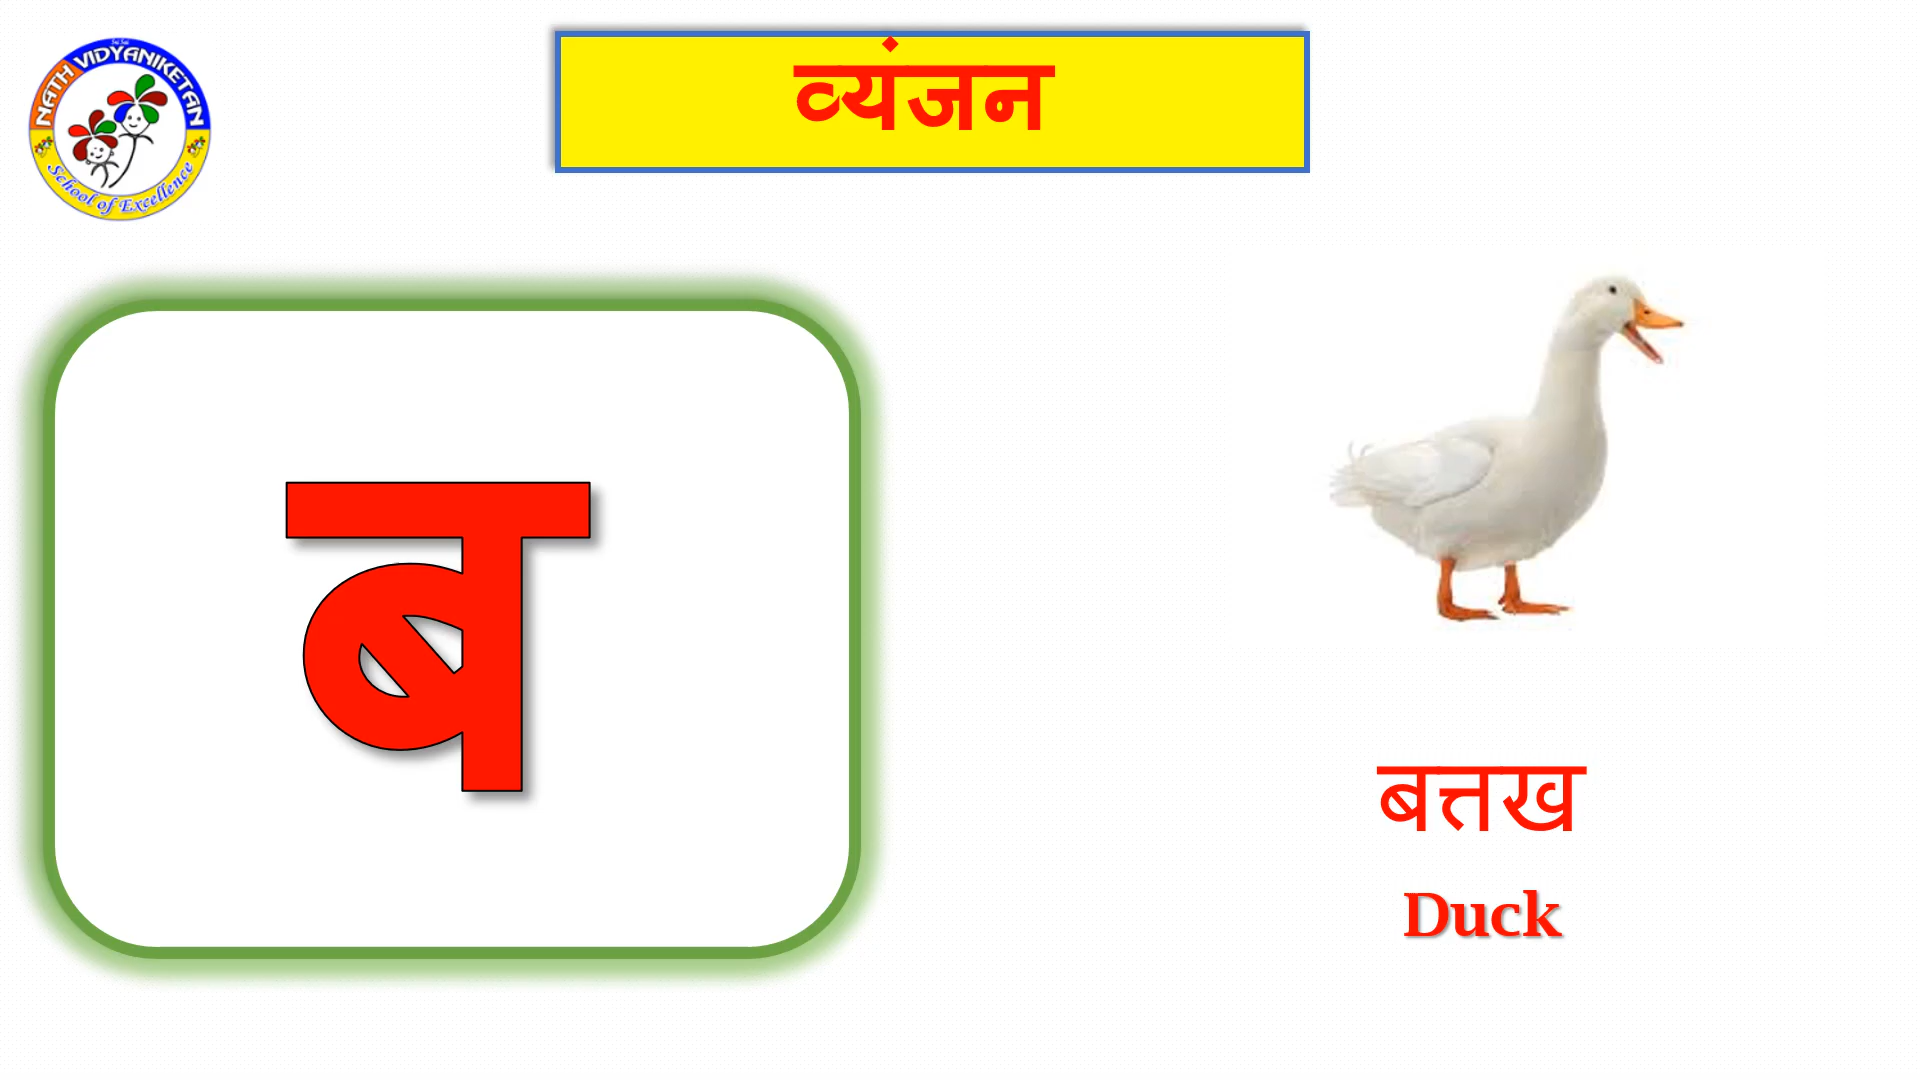 NATH VIDYANIKETAN
School of Excellence
व्यंजन
ब
बत्तख
Duck